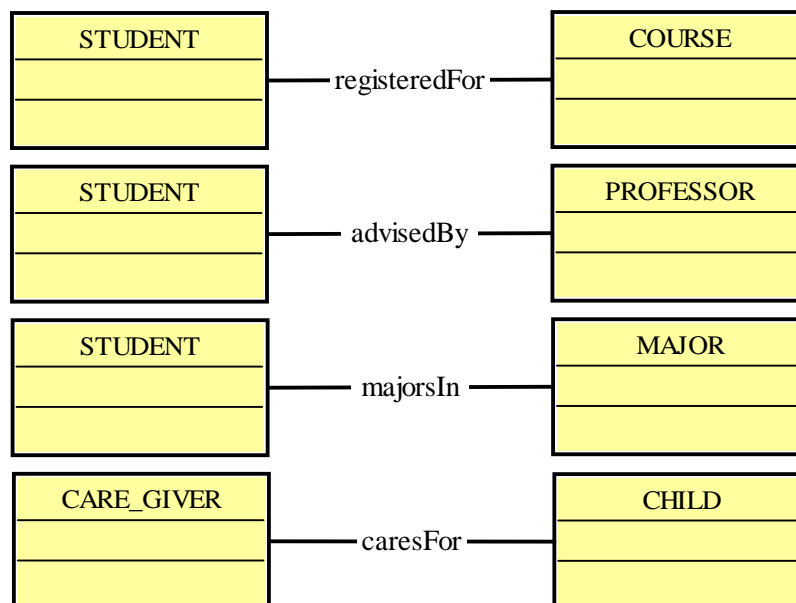 STUDENT
registeredFor
COURSE
STUDENT
advisedBy
PROFESSOR
STUDENT
majorsIn
MAJOR
CARE_GIVER
caresFor
CHILD